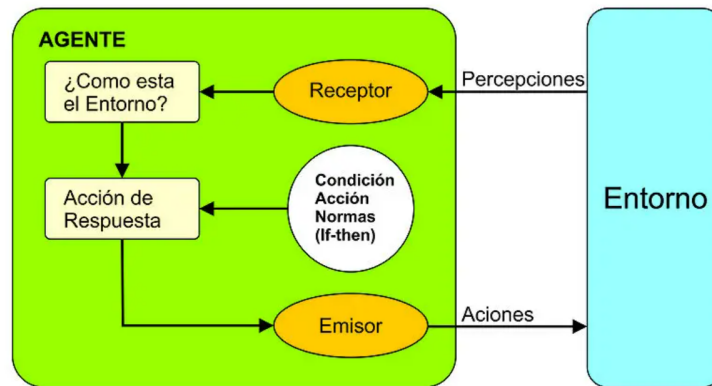 AGENTE
¿Como esta
el Entorno?
Receptor
Percepciones
Acción de
Respuesta
Condición
Acción
Normas
(If-then)
Entorno
Emisor
Aciones